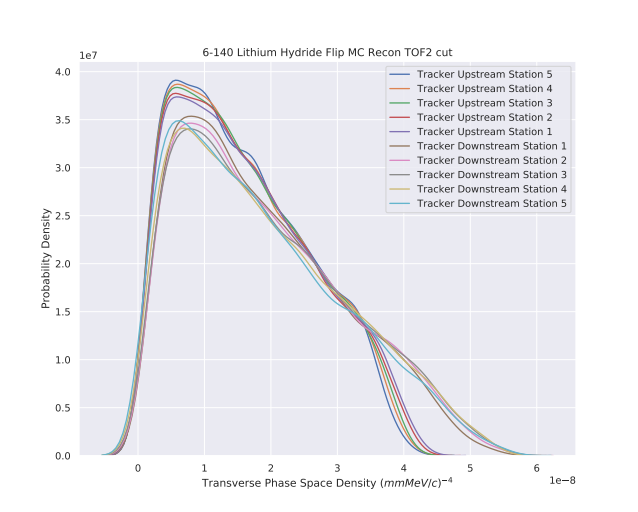 6-140 Lithium Hydride Flip MC Recon TOF2 cut
1e7
4.0
3.5
3.0
2.5
2.0
1.5
1.0
0.5
0.0
Probability Density
Tracker Upstream Station 5
Tracker Upstream Station 4
Tracker Upstream Station 3
Tracker Upstream Station 2
Tracker Upstream Station 1
Tracker Downstream Station 1
Tracker Downstream Station 2
Tracker Downstream Station 3
Tracker Downstream Station 4
Tracker Downstream Station 5
0 1 2 3 4 5 6
Transverse Phase Space Density (mmMeV/c)⁻⁴
1e−8